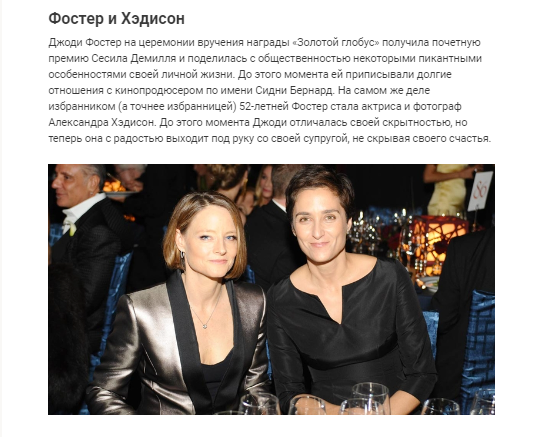 Фостер и Хэдисон
Джоди Фостер на церемонии вручения награды «Золотой глобус» получила почетную
премию Сесила Демилля и поделилась с общественностью некоторыми пикантными
особенностями своей личной жизни. До этого момента ей приписывали долгие
отношения с кинопродюсером по имени Сидни Бернард. На самом же деле
избранником (а точнее избранницей) 52-летней Фостер стала актриса и фотограф
Александра Хэдисон. До этого момента Джоди отличалась своей скрытностью, но
теперь она с радостью выходит под руку со своей супругой, не скрывая своего счастья.